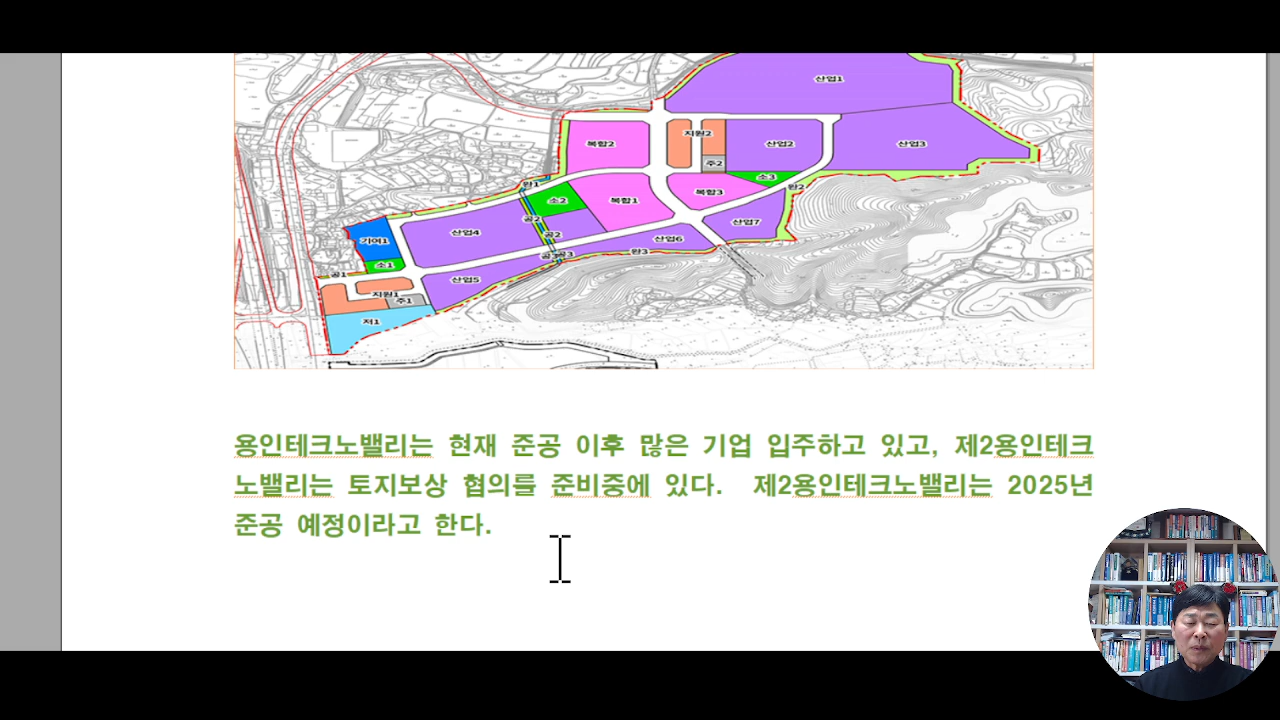 산업1
복합2
지원2
산업2
산업3
주2
소3
완1
완2
소2
복합1
복합3
공2
산업7
산업4
공2
기여1
산업6
공3
공3
완3
소1
공1
산업5
지원1
주1
저1
용인테크노밸리는 현재 준공 이후 많은 기업 입주하고 있고, 제2용인테크
노밸리는 토지보상 협의를 준비중에 있다. 제2용인테크노밸리는 2025년
준공 예정이라고 한다.